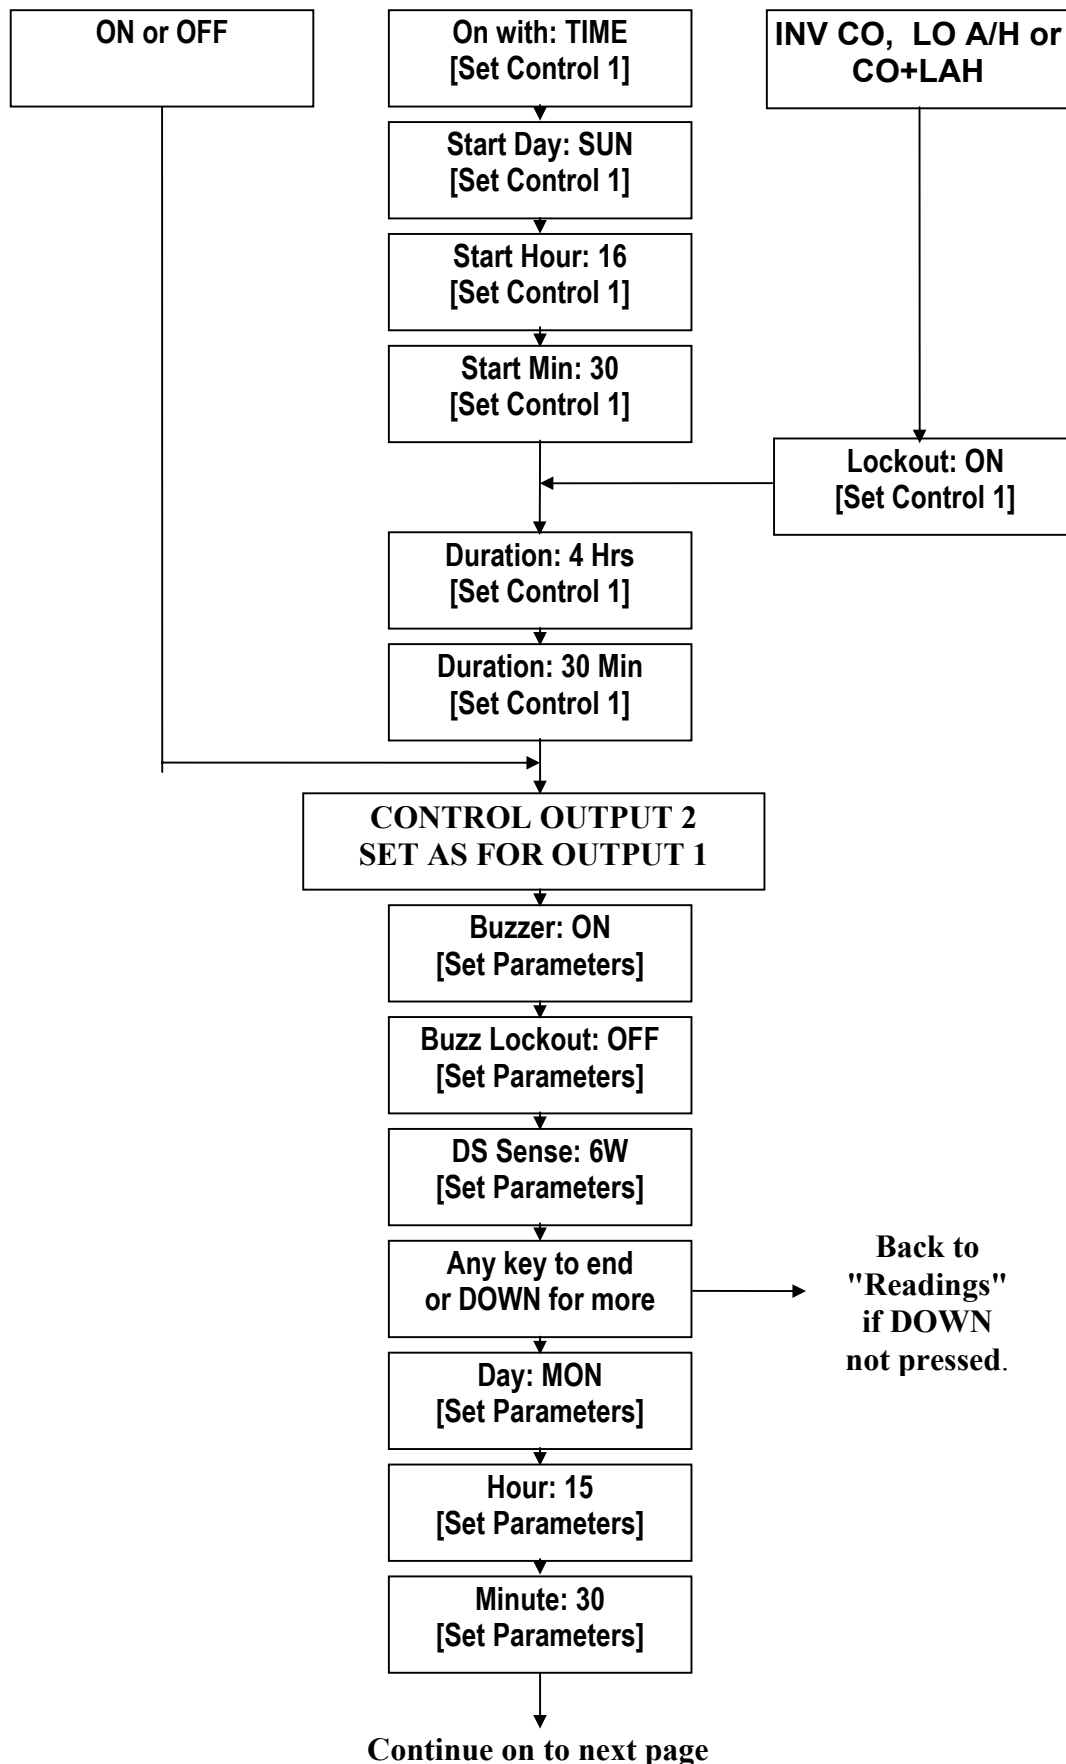 ON or OFF
On with: TIME
[Set Control 1]
INV CO,  LO A/H or
CO+LAH
Start Day: SUN
[Set Control 1]
Start Hour: 16
[Set Control 1]
Start Min: 30
[Set Control 1]
Lockout: ON
[Set Control 1]
Duration: 4 Hrs
[Set Control 1]
Duration: 30 Min
[Set Control 1]
CONTROL OUTPUT 2
SET AS FOR OUTPUT 1
Buzzer: ON
[Set Parameters]
Buzz Lockout: OFF
[Set Parameters]
DS Sense: 6W
[Set Parameters]
Any key to end
or DOWN for more
Back to
"Readings"
if DOWN
not pressed.
Day: MON
[Set Parameters]
Hour: 15
[Set Parameters]
Minute: 30
[Set Parameters]
Continue on to next page